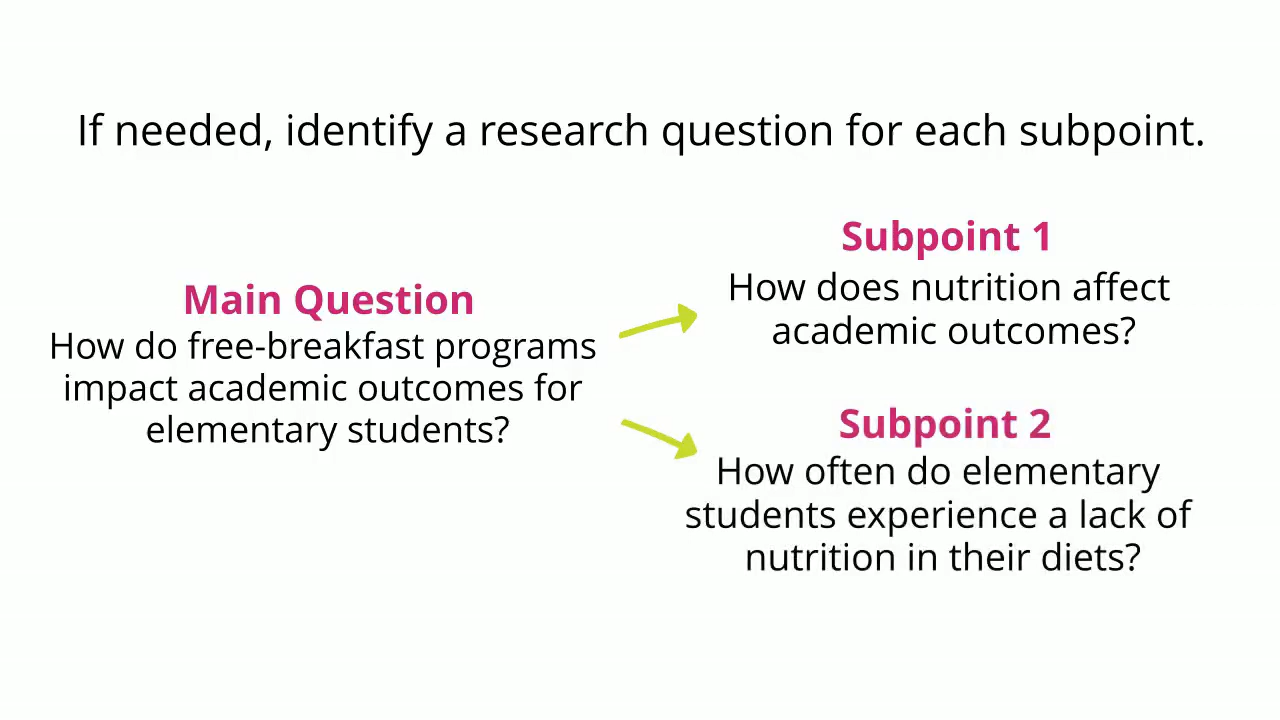 If needed, identify a research question for each subpoint.
Main Question
How do free-breakfast programs
impact academic outcomes for
elementary students?
Subpoint 1
How does nutrition affect
academic outcomes?
Subpoint 2
How often do elementary
students experience a lack of
nutrition in their diets?